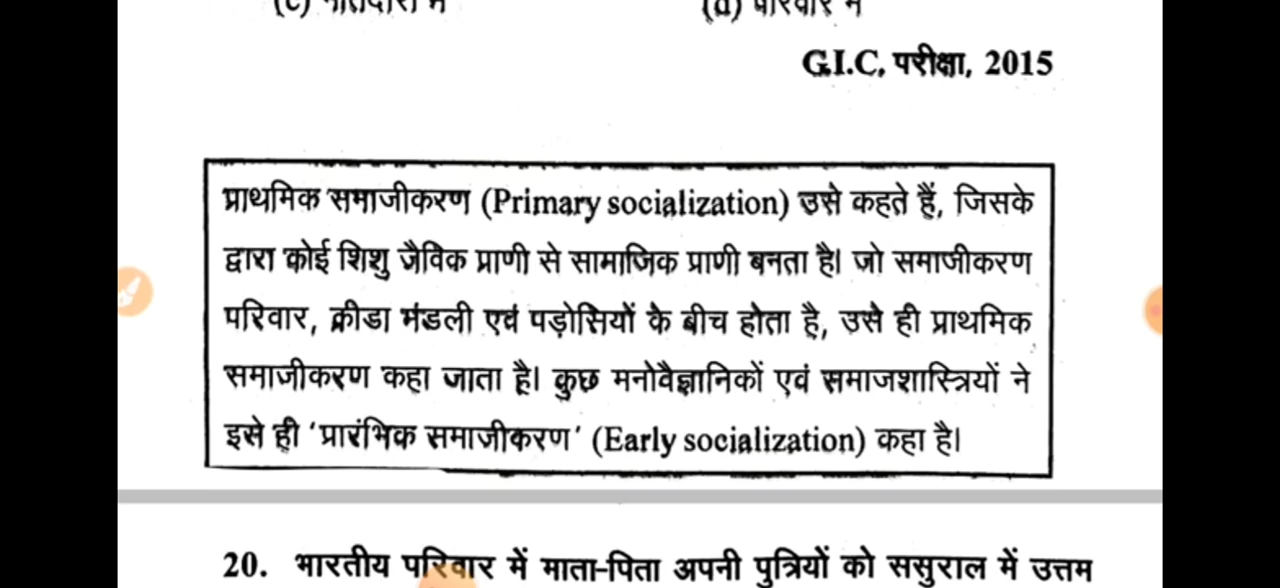 (c) नातेदारी में (d) परिवार में
G.I.C. परीक्षा, 2015
प्राथमिक समाजीकरण (Primary socialization) उसे कहते हैं, जिसके
द्वारा कोई शिशु जैविक प्राणी से सामाजिक प्राणी बनता है। जो समाजीकरण
परिवार, क्रीडा मंडली एवं पड़ोसियों के बीच होता है, उसे ही प्राथमिक
समाजीकरण कहा जाता है। कुछ मनोवैज्ञानिकों एवं समाजशास्त्रियों ने
इसे ही ‘प्रारंभिक समाजीकरण’ (Early socialization) कहा है।
20. भारतीय परिवार में माता-पिता अपनी पुत्रियों को ससुराल में उत्तम